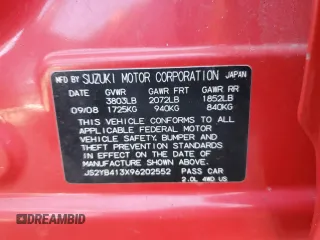 MFD BY SUZUKI MOTOR CORPORATION JAPAN
DATE GVWR GAWR FRT GAWR RR
3803LB 2072LB 1852LB
09/08 1725KG 940KG 840KG
THIS VEHICLE CONFORMS TO ALL
APPLICABLE FEDERAL MOTOR
VEHICLE SAFETY, BUMPER AND
THEFT PREVENTION STANDARDS
IN EFFECT ON THE DATE OF
MANUFACTURE SHOWN ABOVE.
JS2YB413X96202552 PASS CAR
2.0L 4WD US